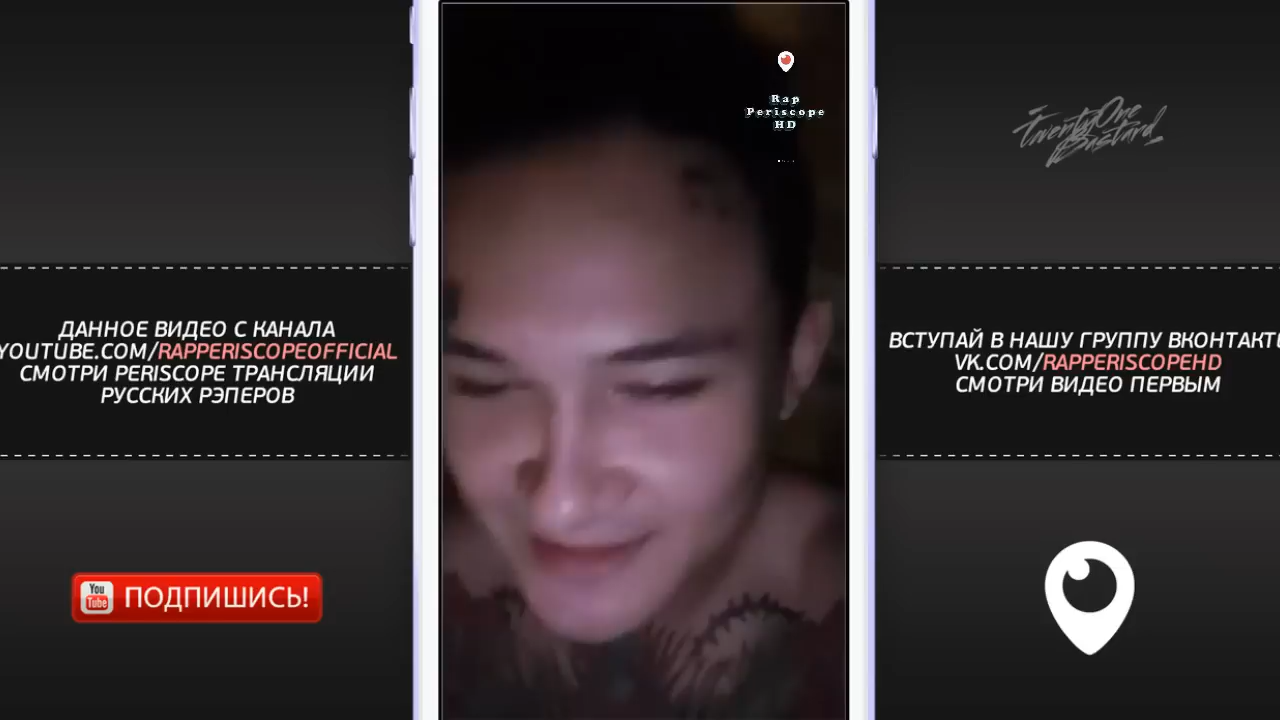 Rap
Periscope
HD
TwentyOne
Bastard
ДАННОЕ ВИДЕО С КАНАЛА
YOUTUBE.COM/RAPPERISCOPEOFFICIAL
СМОТРИ PERISCOPE ТРАНСЛЯЦИИ
РУССКИХ РЭПЕРОВ
ВСТУПАЙ В НАШУ ГРУППУ ВКОНТАКТЕ
VK.COM/RAPPERISCOPEHD
СМОТРИ ВИДЕО ПЕРВЫМ
You
Tube
ПОДПИШИСЬ!